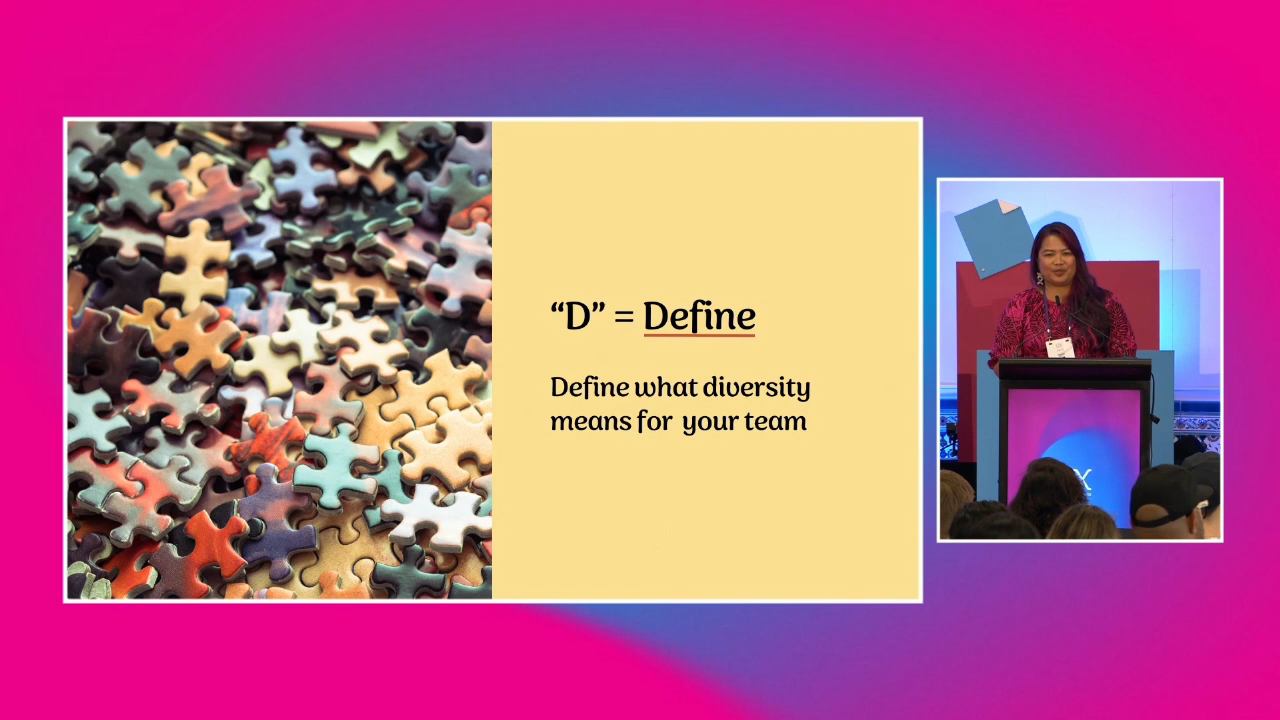 “D” = Define
Define what diversity
means for your team